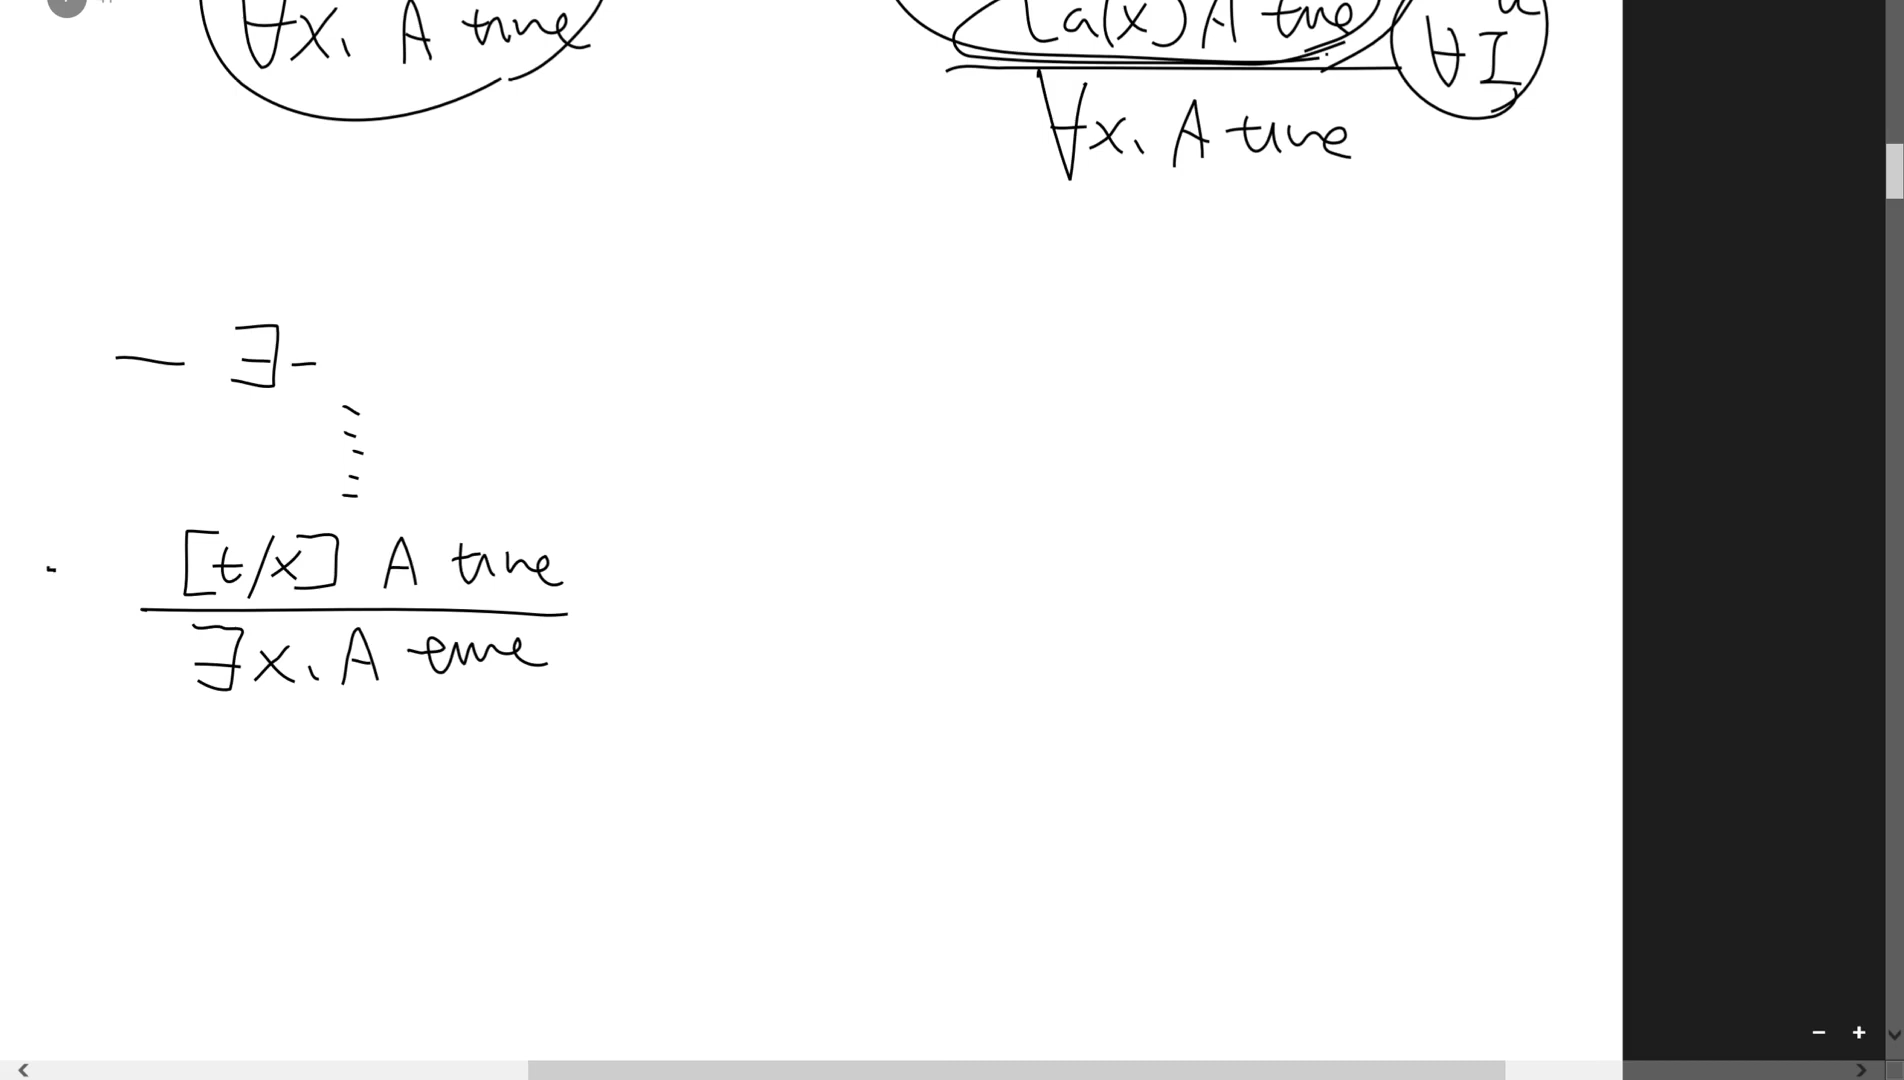 ∀x. A true
[a/x] A true
∀I
∀x. A true
— ∃-
[t/x] A true
∃x. A true